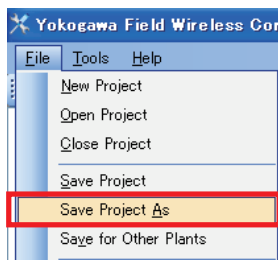 Yokogawa Field Wireless Con
File Tools Help
New Project
Open Project
Close Project
Save Project
Save Project As
Save for Other Plants